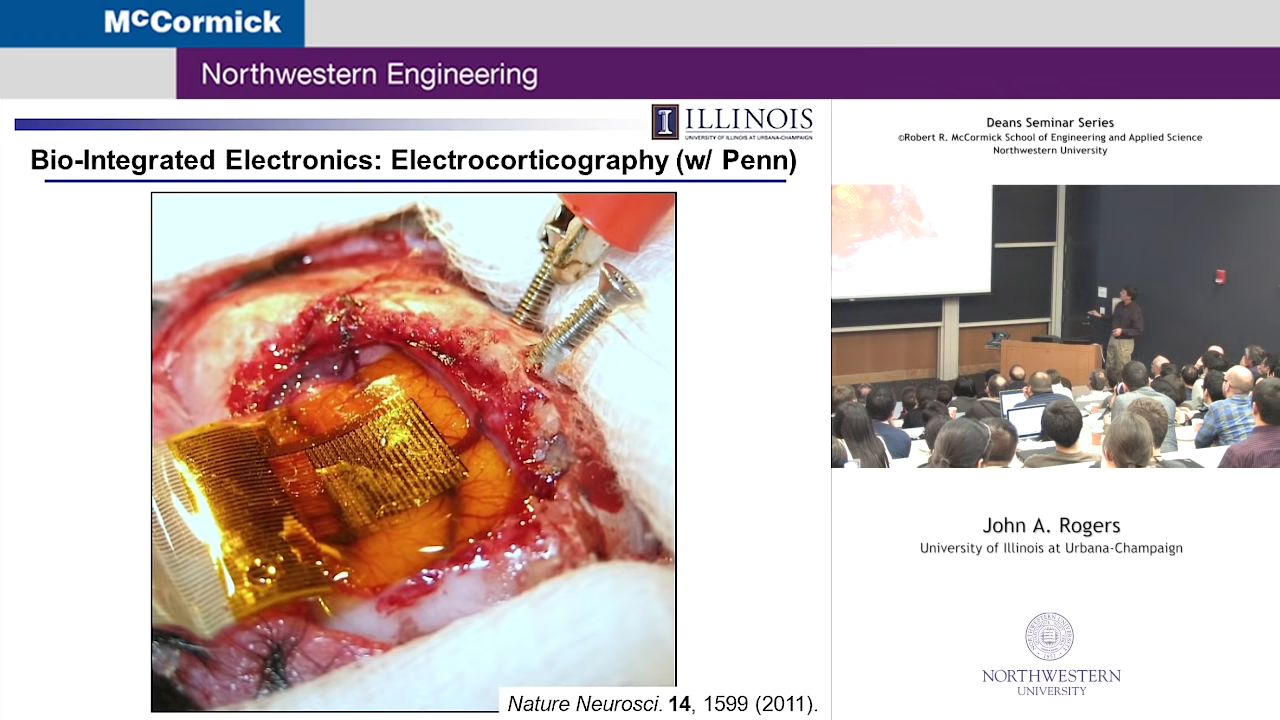 McCormick
Northwestern Engineering
ILLINOIS
UNIVERSITY OF ILLINOIS AT URBANA-CHAMPAIGN
Bio-Integrated Electronics: Electrocorticography (w/ Penn)
Nature Neurosci. 14, 1599 (2011).
Deans Seminar Series
©Robert R. McCormick School of Engineering and Applied Science
Northwestern University
John A. Rogers
University of Illinois at Urbana-Champaign
NORTHWESTERN
UNIVERSITY